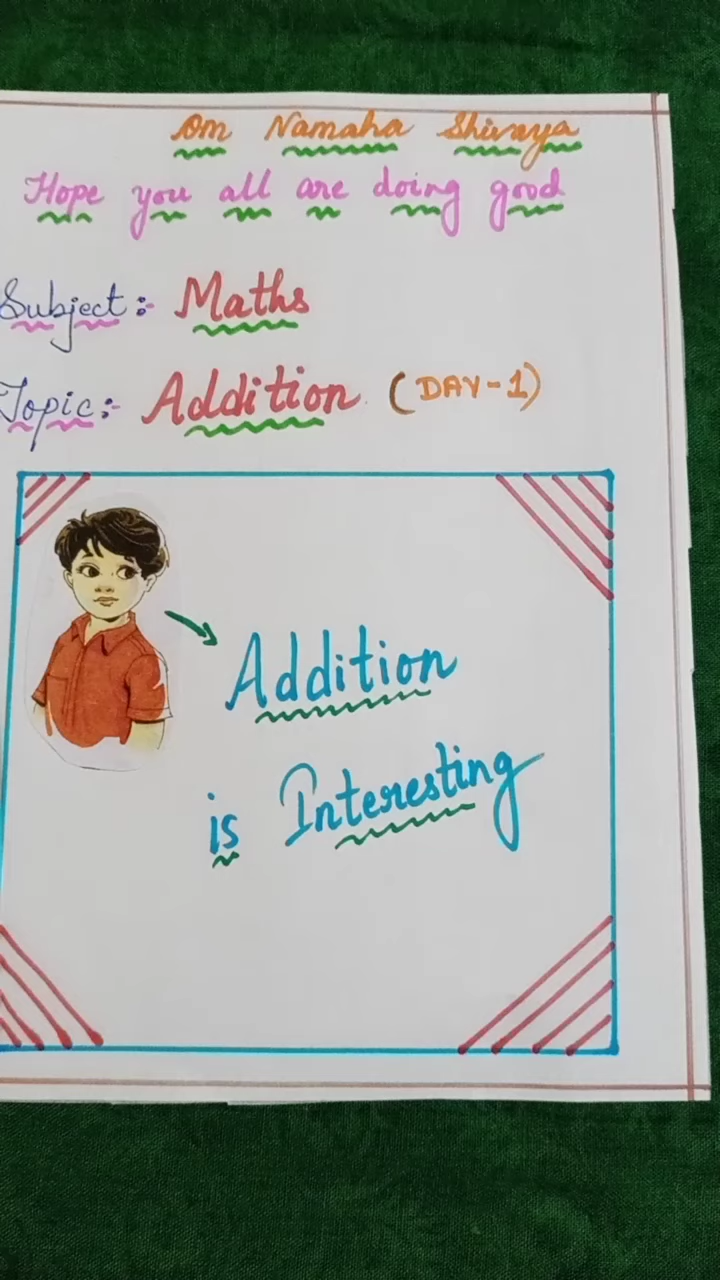 Om Namaha Shivaya
Hope you all are doing good
Subject:- Maths
Topic:- Addition (DAY-1)
Addition
is Interesting